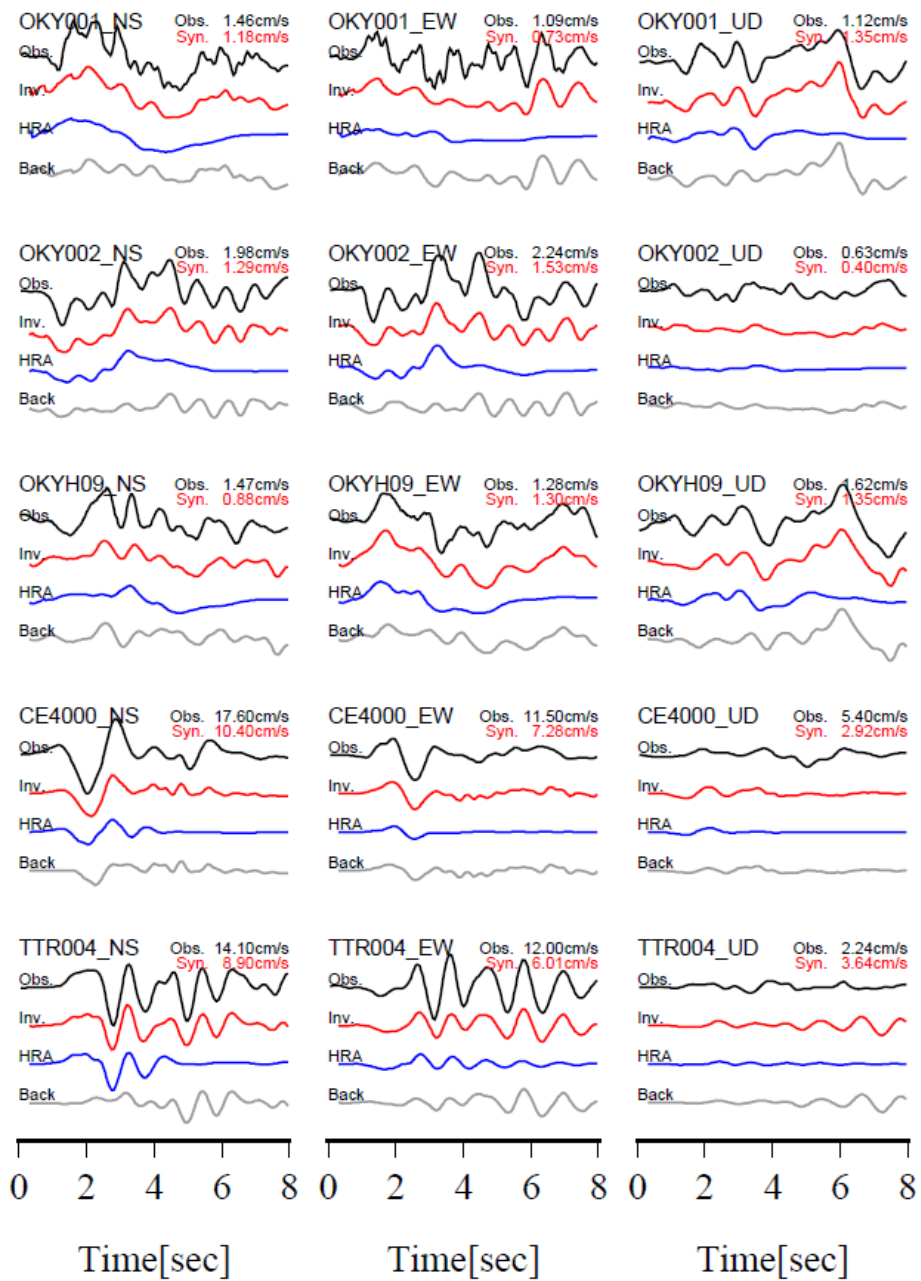 OKY001_NS Obs. 1.46cm/s
Syn. 1.18cm/s
Obs.
Inv.
HRA
Back
OKY001_EW Obs. 1.09cm/s
Syn. 0.73cm/s
Obs.
Inv.
HRA
Back
OKY001_UD Obs. 1.12cm/s
Syn. 1.35cm/s
Obs.
Inv.
HRA
Back
OKY002_NS Obs. 1.98cm/s
Syn. 1.29cm/s
Obs.
Inv.
HRA
Back
OKY002_EW Obs. 2.24cm/s
Syn. 1.53cm/s
Obs.
Inv.
HRA
Back
OKY002_UD Obs. 0.63cm/s
Syn. 0.40cm/s
Obs.
Inv.
HRA
Back
OKYH09_NS Obs. 1.47cm/s
Syn. 0.88cm/s
Obs.
Inv.
HRA
Back
OKYH09_EW Obs. 1.28cm/s
Syn. 1.30cm/s
Obs.
Inv.
HRA
Back
OKYH09_UD Obs. 1.62cm/s
Syn. 1.35cm/s
Obs.
Inv.
HRA
Back
CE4000_NS Obs. 17.60cm/s
Syn. 10.40cm/s
Obs.
Inv.
HRA
Back
CE4000_EW Obs. 11.50cm/s
Syn. 7.28cm/s
Obs.
Inv.
HRA
Back
CE4000_UD Obs. 5.40cm/s
Syn. 2.92cm/s
Obs.
Inv.
HRA
Back
TTR004_NS Obs. 14.10cm/s
Syn. 8.90cm/s
Obs.
Inv.
HRA
Back
TTR004_EW Obs. 12.00cm/s
Syn. 6.01cm/s
Obs.
Inv.
HRA
Back
TTR004_UD Obs. 2.24cm/s
Syn. 3.64cm/s
Obs.
Inv.
HRA
Back
0 2 4 6 8
0 2 4 6 8
0 2 4 6 8
Time[sec]
Time[sec]
Time[sec]